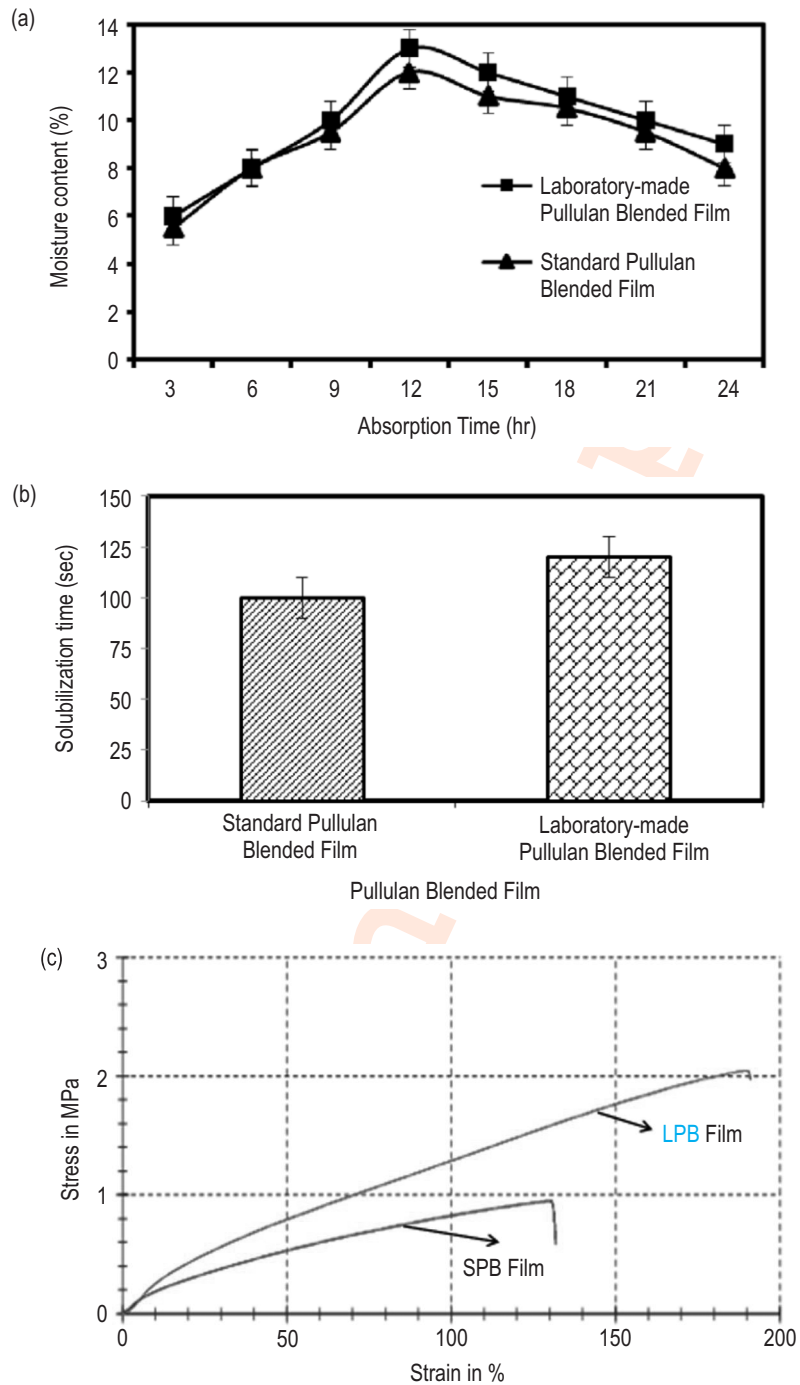 (a)
14
12
10
8
6
4
2
0
Moisture content (%)
Laboratory-made
Pullulan Blended Film
Standard Pullulan
Blended Film
3 6 9 12 15 18 21 24
Absorption Time (hr)
(b)
150
125
100
75
50
25
0
Solubilization time (sec)
Standard Pullulan
Blended Film
Laboratory-made
Pullulan Blended Film
Pullulan Blended Film
(c)
3
2
1
0
Stress in MPa
LPB Film
SPB Film
0 50 100 150 200
Strain in %